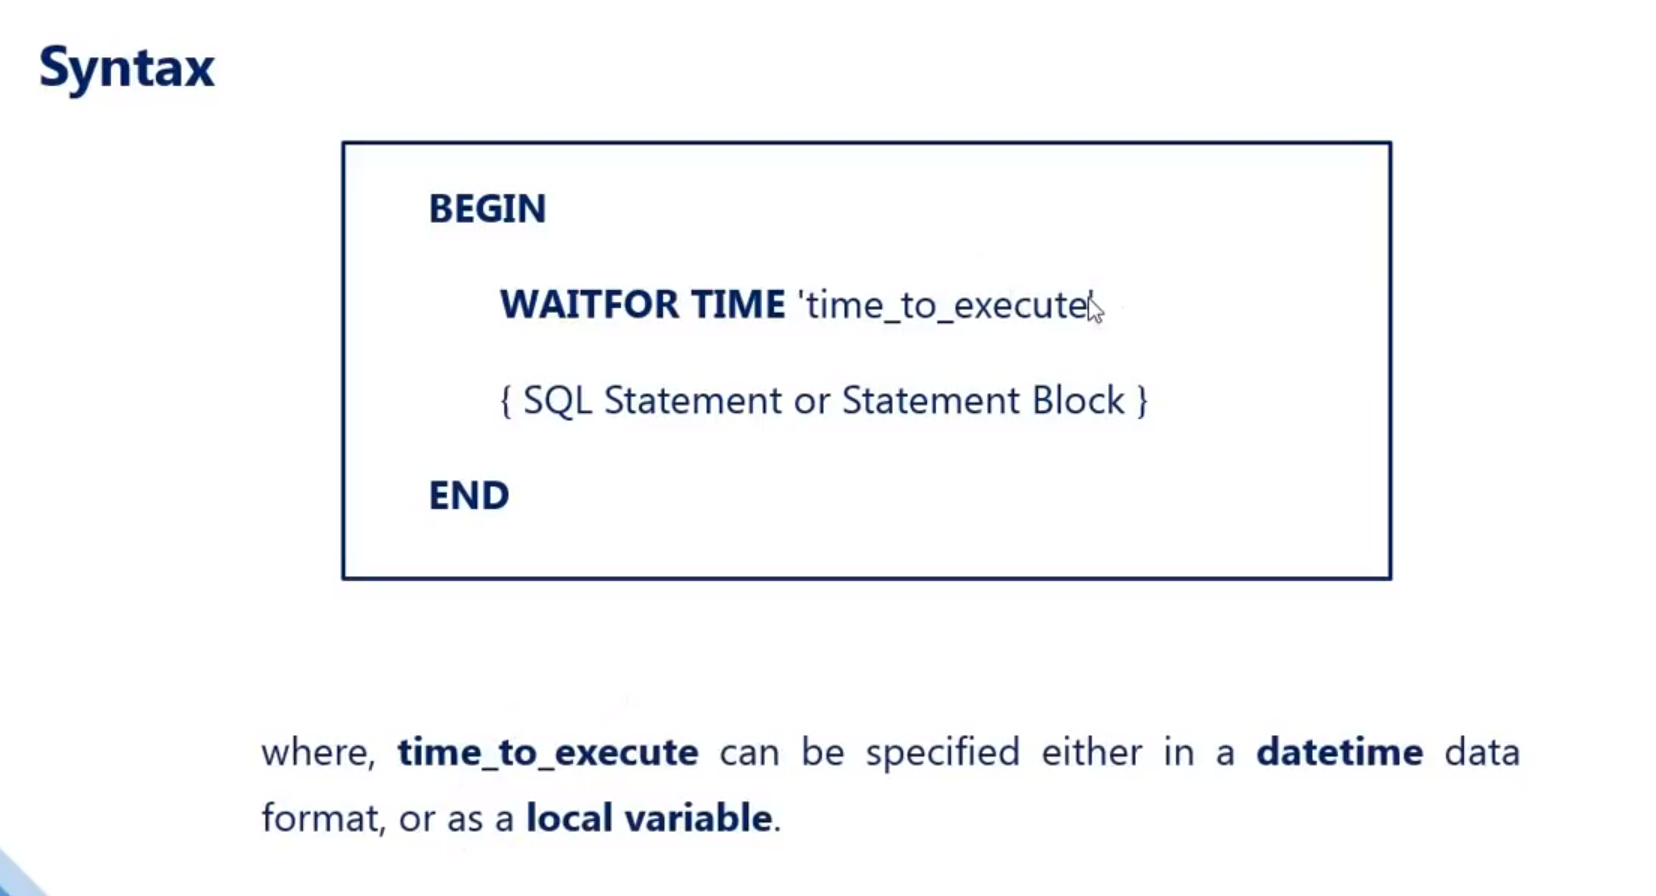 Syntax
BEGIN
WAITFOR TIME 'time_to_execute'
{ SQL Statement or Statement Block }
END
where, time_to_execute can be specified either in a datetime data
format, or as a local variable.